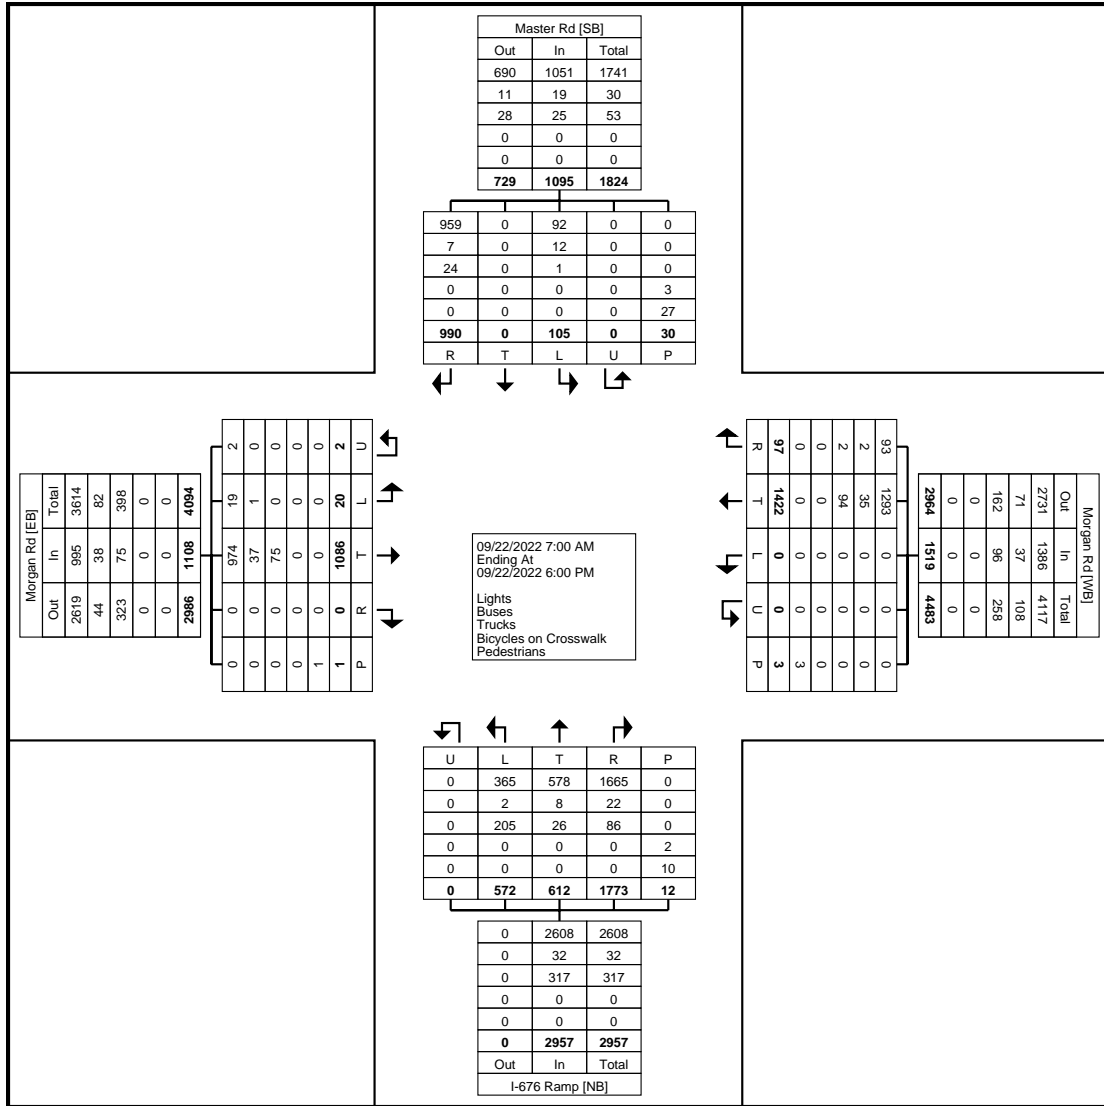 Master Rd [SB]
Out In Total
690 1051 1741
11 19 30
28 25 53
0 0 0
0 0 0
729 1095 1824
959 0 92 0 0
7 0 12 0 0
24 0 1 0 0
0 0 0 0 3
0 0 0 0 27
990 0 105 0 30
R T L U P
Morgan Rd [EB]
Total In Out
3614 995 2619
82 38 44
398 75 323
0 0 0
0 0 0
4094 1108 2986
2 19 974 0 0
0 1 37 0 0
0 0 75 0 0
0 0 0 0 0
0 0 0 0 1
2 20 1086 0 1
U L T R P
09/22/2022 7:00 AM
Ending At
09/22/2022 6:00 PM
Lights
Buses
Trucks
Bicycles on Crosswalk
Pedestrians
Morgan Rd [WB]
Out In Total
2731 1386 4117
71 37 108
162 96 258
0 0 0
0 0 0
2964 1519 4483
93 1293 0 0 0
2 35 0 0 0
2 94 0 0 0
0 0 0 0 0
0 0 0 0 3
97 1422 0 0 3
R T L U P
U L T R P
0 365 578 1665 0
0 2 8 22 0
0 205 26 86 0
0 0 0 0 2
0 0 0 0 10
0 572 612 1773 12
0 2608 2608
0 32 32
0 317 317
0 0 0
0 0 0
0 2957 2957
Out In Total
I-676 Ramp [NB]